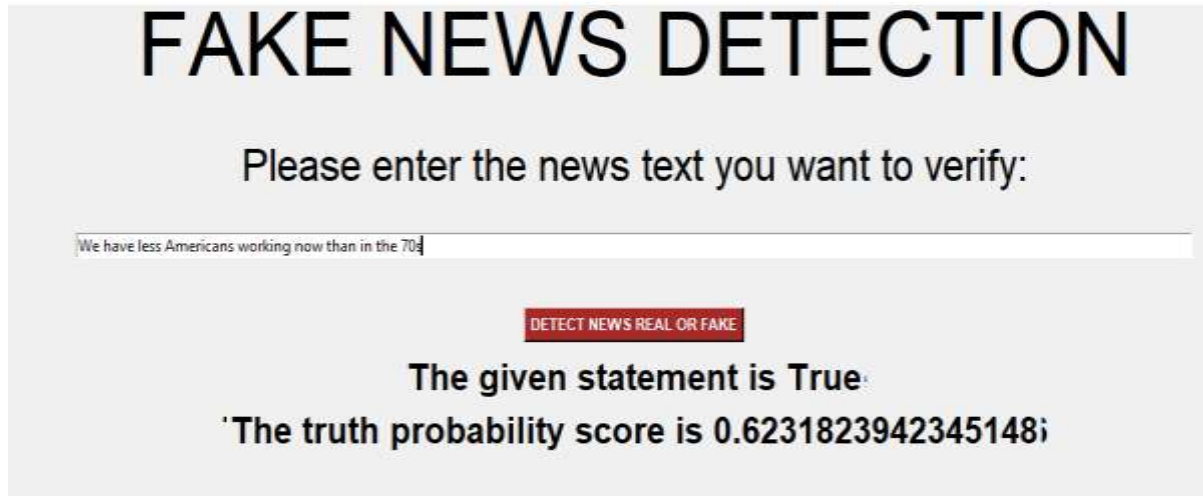 FAKE NEWS DETECTION
Please enter the news text you want to verify:
We have less Americans working now than in the 70s
DETECT NEWS REAL OR FAKE
The given statement is True
The truth probability score is 0.6231823942345148